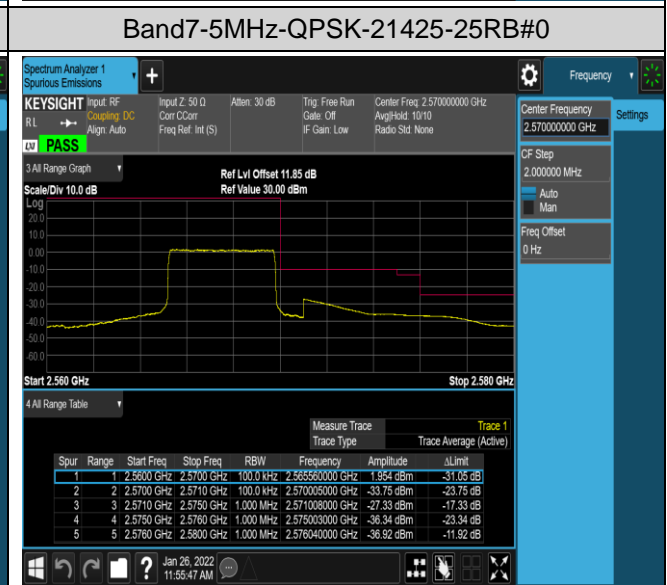 Band7-5MHz-QPSK-21425-25RB#0
Spectrum Analyzer 1
Spurious Emissions
+
Frequency
KEYSIGHT Input: RF Input Z: 50 Ω Atten: 30 dB Trig: Free Run Center Freq: 2.570000000 GHz
RL Coupling: DC Corr CCorr Gate: Off Avg|Hold: 10/10
Align: Auto Freq Ref: Int (S) IF Gain: Low Radio Std: None
LXI PASS
Center Frequency
2.570000000 GHz
Settings
CF Step
2.000000 MHz
Auto
Man
Freq Offset
0 Hz
3 All Range Graph
Ref Lvl Offset 11.85 dB
Scale/Div 10.0 dB Ref Value 30.00 dBm
Log
20.0
10.0
0.00
-10.0
-20.0
-30.0
-40.0
-50.0
-60.0
Start 2.560 GHz Stop 2.580 GHz
4 All Range Table
Measure Trace Trace 1
Trace Type Trace Average (Active)
Spur Range Start Freq Stop Freq RBW Frequency Amplitude ΔLimit
1 1 2.5600 GHz 2.5700 GHz 100.0 kHz 2.565560000 GHz 1.954 dBm -31.05 dB
2 2 2.5700 GHz 2.5710 GHz 100.0 kHz 2.570005000 GHz -33.75 dBm -23.75 dB
3 3 2.5710 GHz 2.5750 GHz 1.000 MHz 2.571008000 GHz -27.33 dBm -17.33 dB
4 4 2.5750 GHz 2.5760 GHz 1.000 MHz 2.575003000 GHz -36.34 dBm -23.34 dB
5 5 2.5760 GHz 2.5800 GHz 1.000 MHz 2.576040000 GHz -36.92 dBm -11.92 dB
? Jan 26, 2022
11:55:47 AM